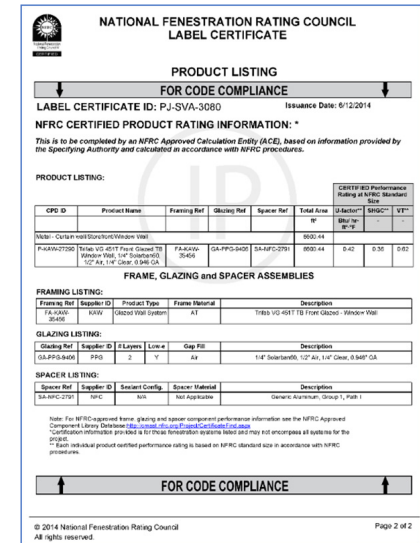 NATIONAL FENESTRATION RATING COUNCIL
LABEL CERTIFICATE
PRODUCT LISTING
FOR CODE COMPLIANCE
LABEL CERTIFICATE ID: PJ-SVA-3080
Issuance Date: 6/12/2014
NFRC CERTIFIED PRODUCT RATING INFORMATION: *
This is to be completed by an NFRC Approved Calculation Entity (ACE), based on information provided by
the Specifying Authority and calculated in accordance with NFRC procedures.
PRODUCT LISTING:
CERTIFIED Performance
Rating at NFRC Standard
Size
CPD ID Product Name Framing Ref Glazing Ref Spacer Ref Total Area U-factor** SHGC** VT**
ft² Btu/ hr-ft²-°F - -
Metal - Curtain wall/Storefront/Window Wall 6600.44
P-KAW-27290 Trifab VG 451T Front Glazed TB Window Wall, 1/4" Solarban60, 1/2" Air, 1/4" Clear, 0.946 OA FA-KAW-35456 GA-PPG-9406 SA-NFC-2791 6600.44 0.42 0.36 0.62
FRAME, GLAZING and SPACER ASSEMBLIES
FRAMING LISTING:
Framing Ref Supplier ID Product Type Frame Material Description
FA-KAW-35456 KAW Glazed Wall System AT Trifab VG 451T TB Front Glazed - Window Wall
GLAZING LISTING:
Glazing Ref Supplier ID # Layers Low-e Gap Fill Description
GA-PPG-9406 PPG 2 Y Air 1/4" Solarban60, 1/2" Air, 1/4" Clear, 0.946" OA
SPACER LISTING:
Spacer Ref Supplier ID Sealant Config. Spacer Material Description
SA-NFC-2791 NFC N/A Not Applicable Generic Aluminum, Group 1, Path I
Note: For NFRC-approved frame, glazing and spacer component performance information see the NFRC Approved
Component Library Database
*Certification information provided is for those fenestration systems listed and may not encompass all systems for the
project.
** Each individual product certified performance rating is based on NFRC standard size in accordance with NFRC
procedures.
FOR CODE COMPLIANCE
© 2014 National Fenestration Rating Council
All rights reserved.
Page 2 of 2
IP